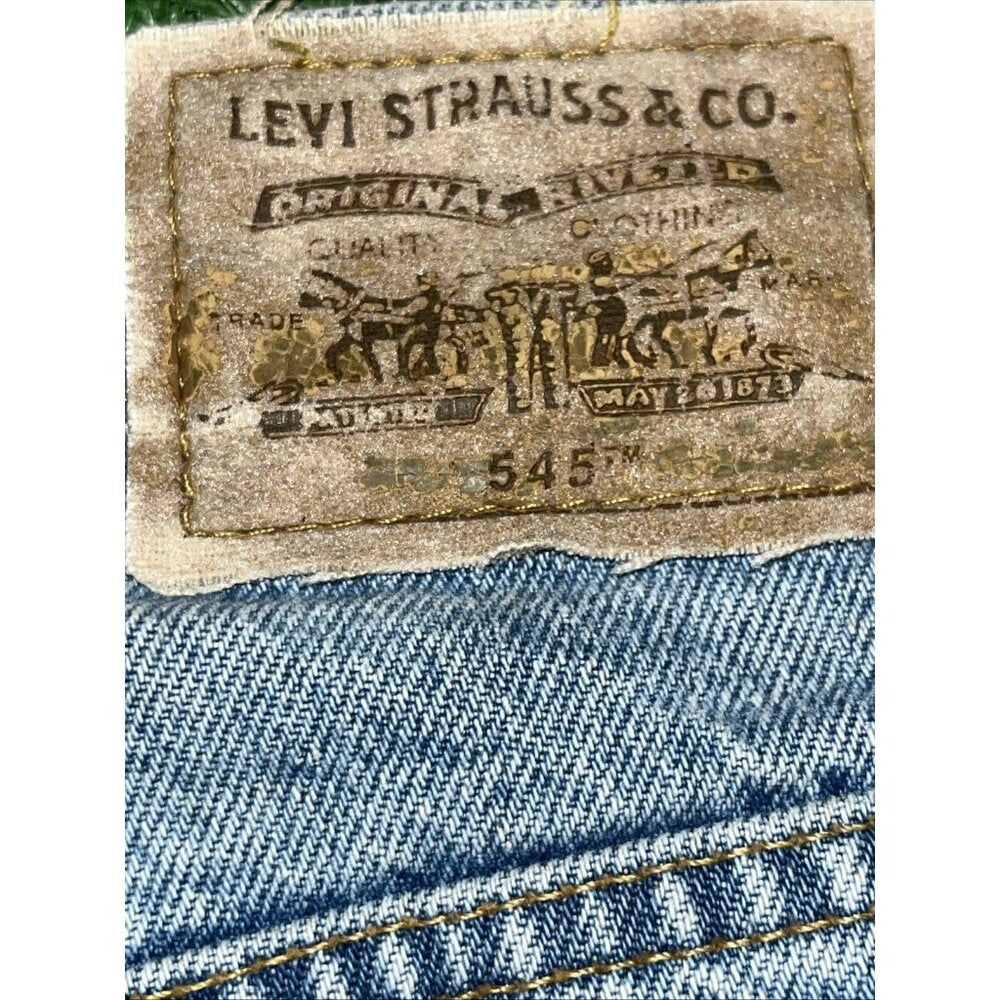 LEVI STRAUSS & CO.
ORIGINAL RIVETED
QUALITY CLOTHING
TRADE MARK
MAY 20 1873
545™